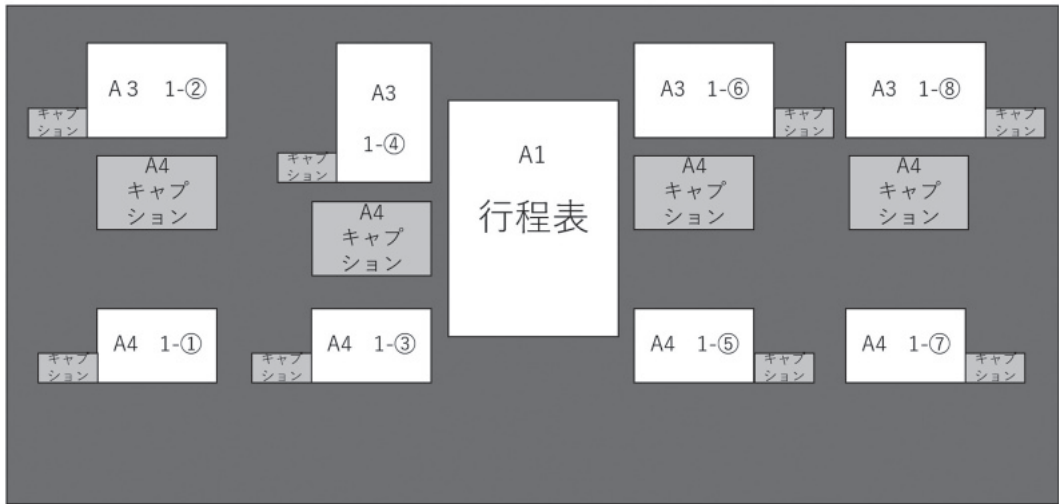 A３　1-②
キャプ
ション
A4
キャプ
ション
A3
1-④
キャプ
ション
A4
キャプ
ション
A1
行程表
A3　1-⑥
キャプ
ション
A4
キャプ
ション
A3　1-⑧
キャプ
ション
A4
キャプ
ション
A4　1-①
キャプ
ション
A4　1-③
キャプ
ション
A4　1-⑤
キャプ
ション
A4　1-⑦
キャプ
ション